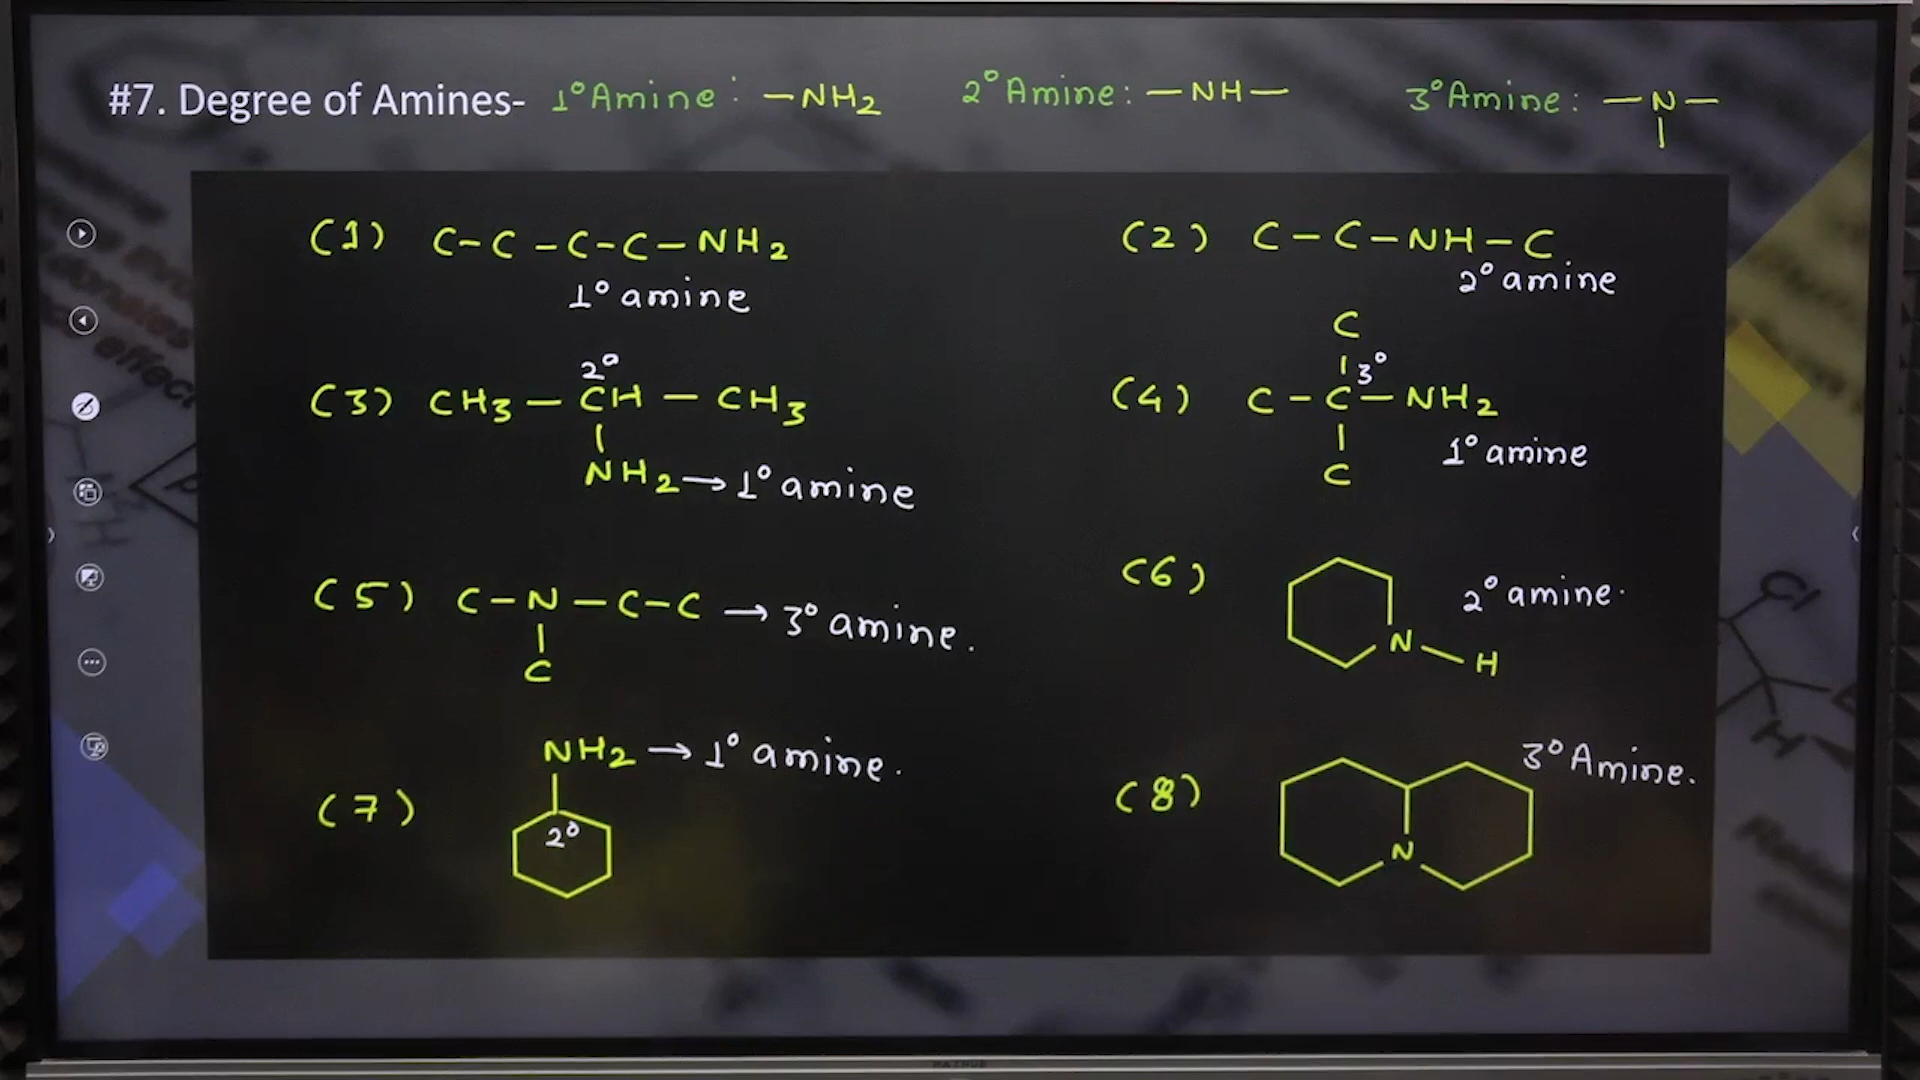 #7. Degree of Amines- 1° Amine: —NH2 2° Amine: —NH— 3° Amine: —N—
(1) C-C-C-C-NH2
1° amine
(2) C-C-NH-C
2° amine
(3) CH3-CH-CH3
2°
NH2→1° amine
(4) C
3°
C-C-NH2
1° amine
C
(5) C-N-C-C → 3° amine.
C
(6) 2° amine.
N-H
(7) NH2→1° amine.
2°
(8) 3° Amine.
N
Cl
H